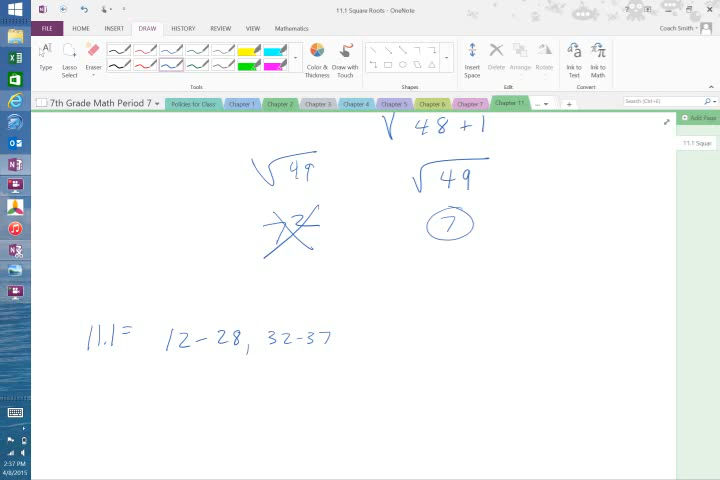 11.1 Square Roots - OneNote
FILE HOME INSERT DRAW HISTORY REVIEW VIEW Mathematics Coach Smith
Type Lasso Select Eraser Color & Thickness Draw with Touch Insert Space Delete Arrange Rotate Ink to Text Ink to Math
Tools Shapes Edit Convert
7th Grade Math Period 7 Policies for Class Chapter 1 Chapter 2 Chapter 3 Chapter 4 Chapter 5 Chapter 6 Chapter 7 Chapter 11 ... + Search (Ctrl+E)
Add Page
√ 48 + 1
11.1 Squar
√49 √49
7
11.1 = 12 - 28, 32 - 37
2:37 PM
4/8/2015